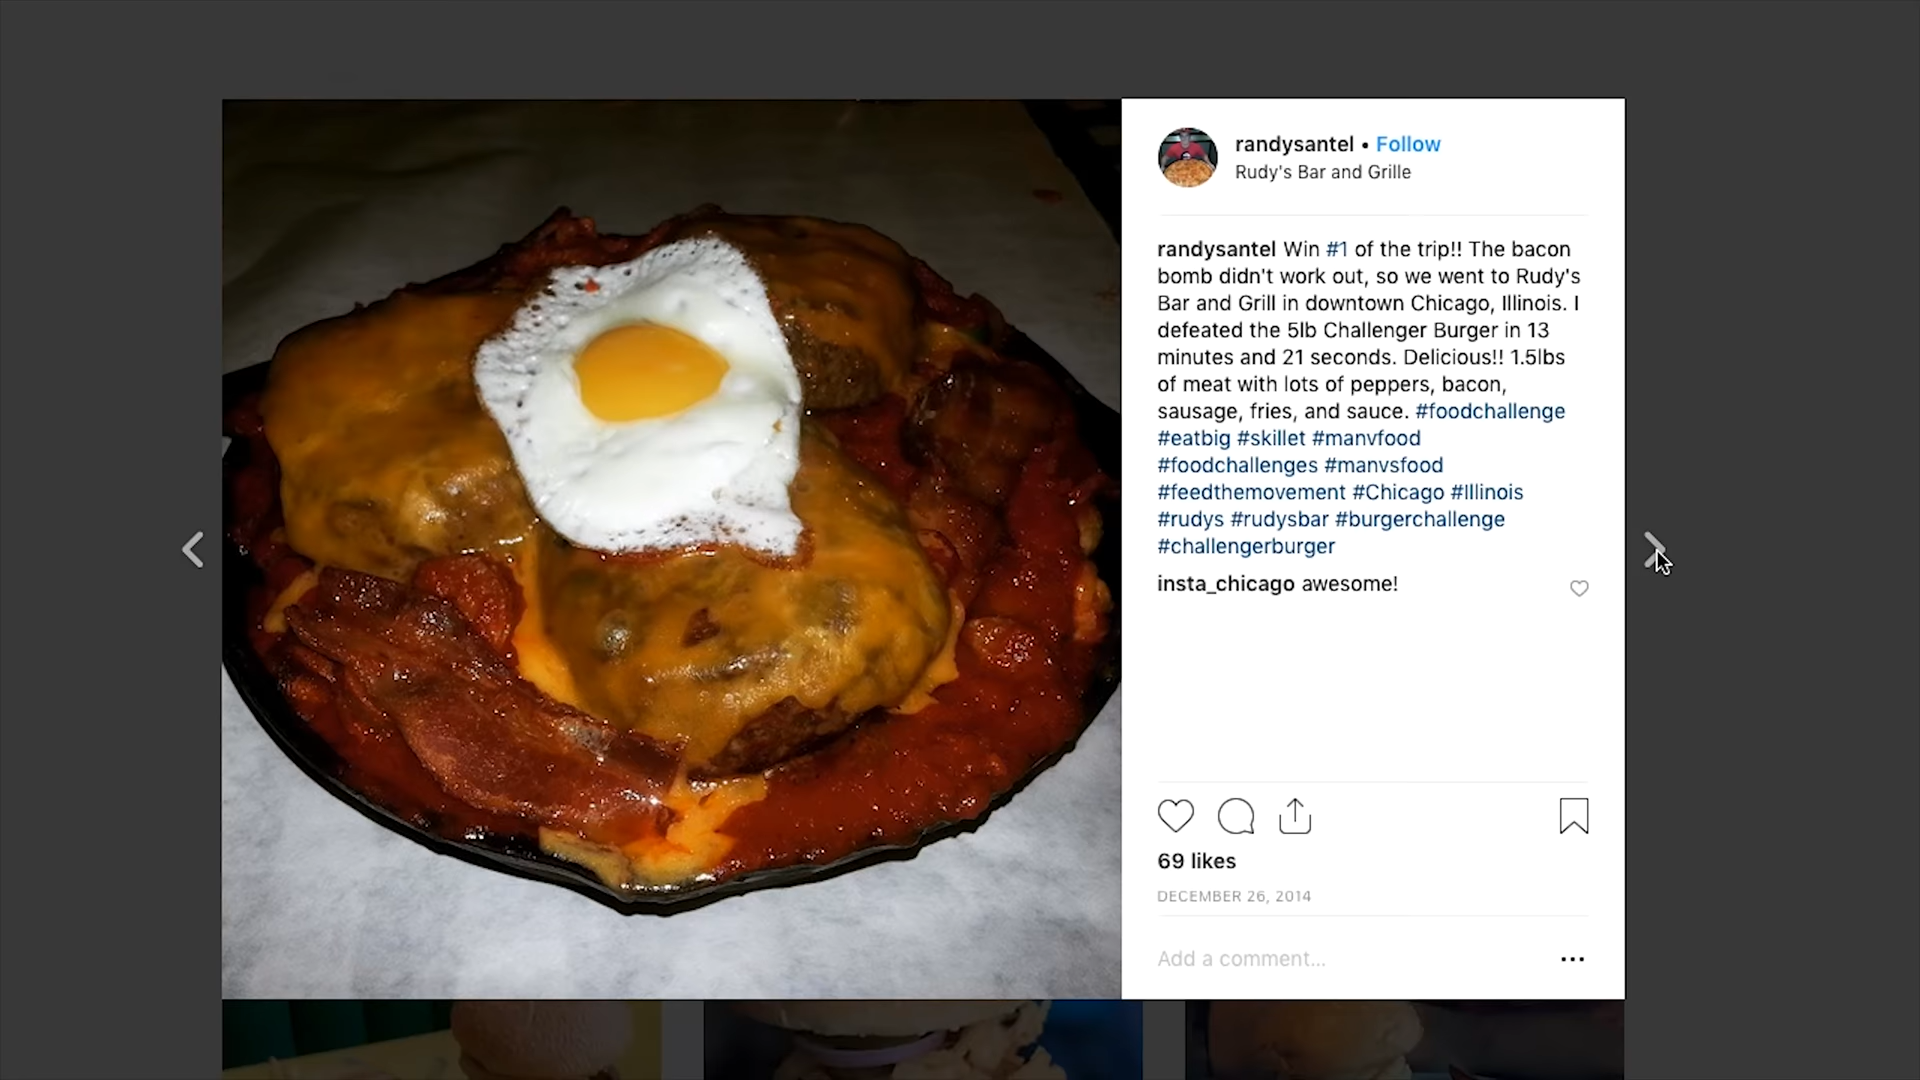 randysantel • Follow
Rudy's Bar and Grille
randysantel Win #1 of the trip!! The bacon
bomb didn't work out, so we went to Rudy's
Bar and Grill in downtown Chicago, Illinois. I
defeated the 5lb Challenger Burger in 13
minutes and 21 seconds. Delicious!! 1.5lbs
of meat with lots of peppers, bacon,
sausage, fries, and sauce. #foodchallenge
#eatbig #skillet #manvfood
#foodchallenges #manvsfood
#feedthemovement #Chicago #Illinois
#rudys #rudysbar #burgerchallenge
#challengerburger
insta_chicago awesome!
69 likes
DECEMBER 26, 2014
Add a comment...